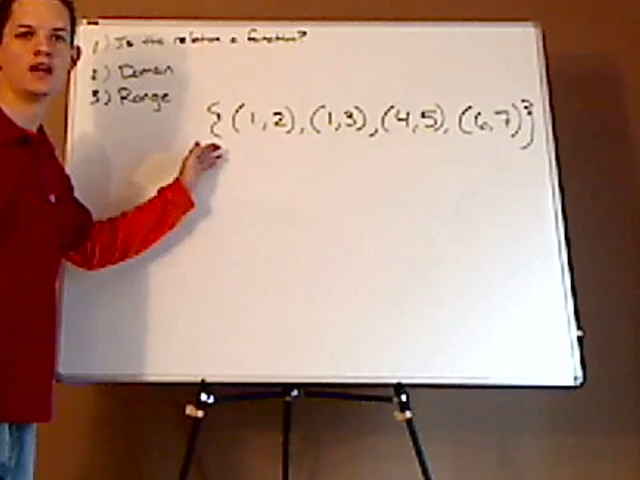 1) Is the relation a function?
2) Domain
3) Range
{(1,2),(1,3),(4,5),(6,7)}